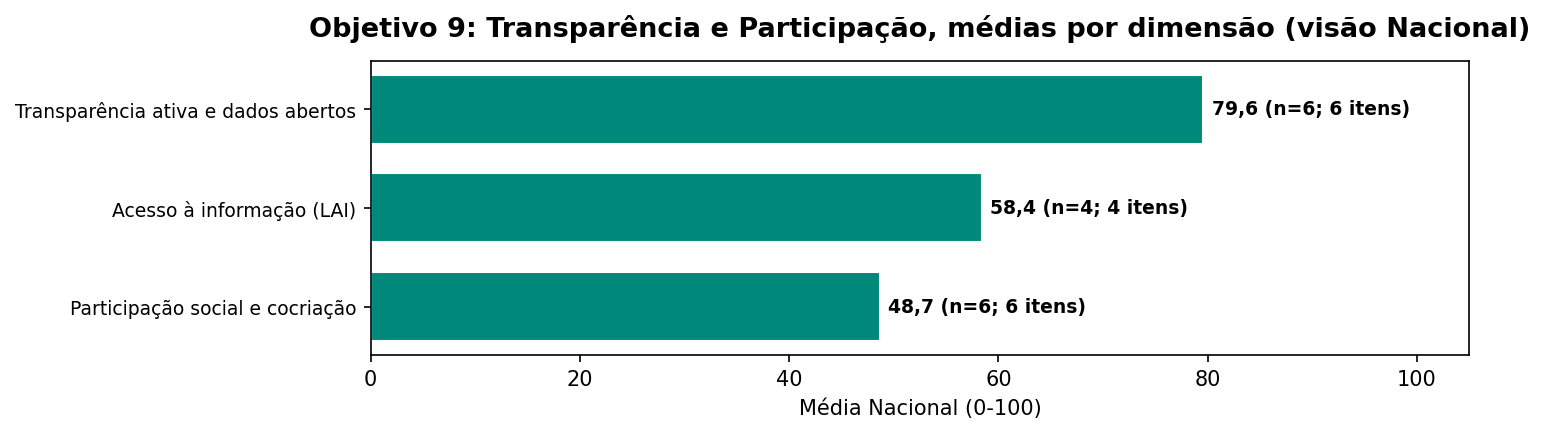 Objetivo 9: Transparência e Participação, médias por dimensão (visão Nacional)
Transparência ativa e dados abertos
79,6 (n=6; 6 itens)
Acesso à informação (LAI)
58,4 (n=4; 4 itens)
Participação social e cocriação
48,7 (n=6; 6 itens)
0 20 40 60 80 100
Média Nacional (0-100)